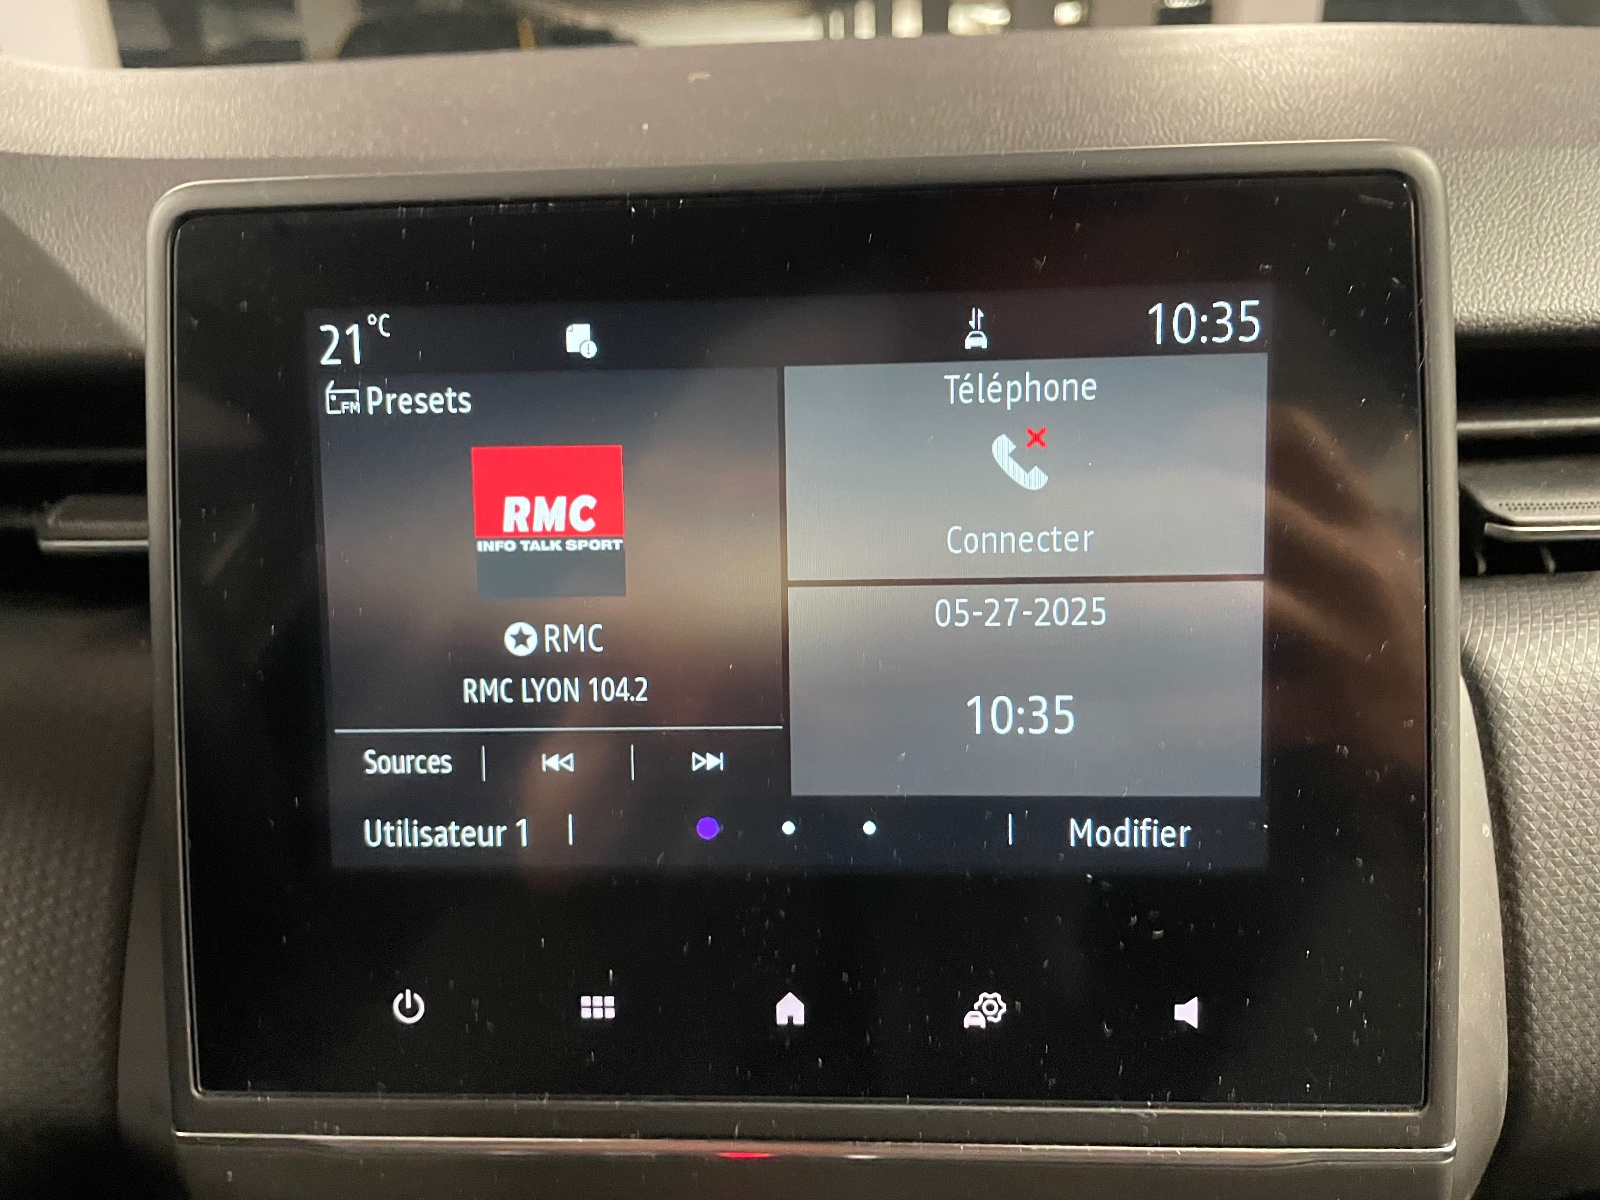 21°C
10:35
FM Presets
RMC
INFO TALK SPORT
RMC
RMC LYON 104.2
Sources
Téléphone
Connecter
05-27-2025
10:35
Utilisateur 1
Modifier